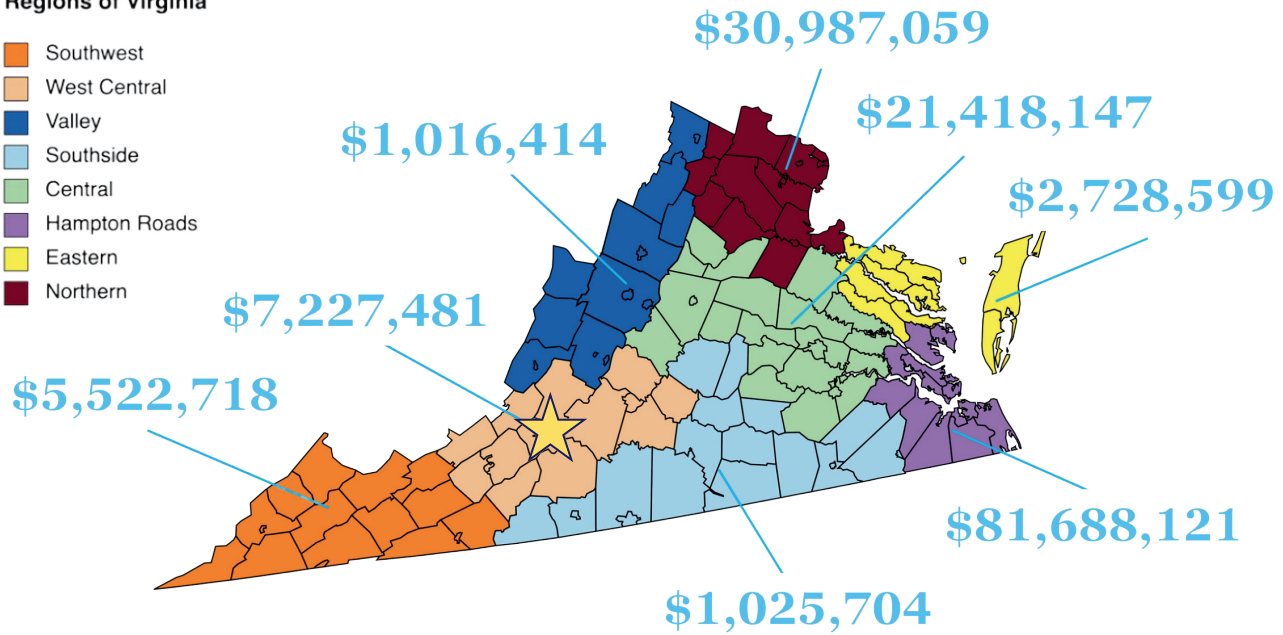 Regions of Virginia
Southwest
West Central
Valley
Southside
Central
Hampton Roads
Eastern
Northern
$30,987,059
$21,418,147
$1,016,414
$2,728,599
$7,227,481
$5,522,718
$81,688,121
$1,025,704